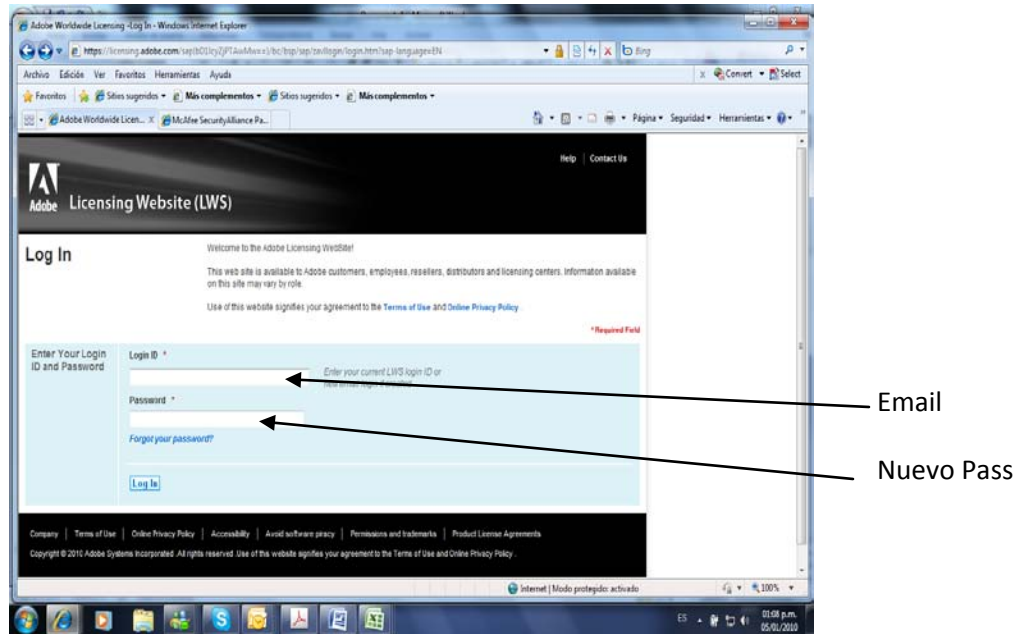 Adobe Worldwide Licensing -Log In - Windows Internet Explorer
Bing
Archivo Edición Ver Favoritos Herramientas Ayuda
x Convert Select
Favoritos Sitios sugeridos Más complementos Sitios sugeridos Más complementos
Adobe Worldwide Licen... X McAfee SecurityAlliance Pa...
Página Seguridad Herramientas
Help | Contact Us
Adobe Licensing Website (LWS)
Log In
Welcome to the Adobe Licensing WebSite!
This web site is available to Adobe customers, employees, resellers, distributors and licensing centers. Information available
on this site may vary by role.
Use of this website signifies your agreement to the Terms of Use and Online Privacy Policy .
* Required Field
Enter Your Login
ID and Password
Login ID *
Enter your current LWS login ID or
Password *
Forgot your password?
Log In
Email
Nuevo Pass
Company | Terms of Use | Online Privacy Policy | Accessibility | Avoid software piracy | Permissions and trademarks | Product License Agreements
Copyright © 2010 Adobe Systems Incorporated .All rights reserved .Use of this website signifies your agreement to the Terms of Use and Online Privacy Policy .
Internet | Modo protegido: activado
100%
ES
01:08 p.m.
05/01/2010